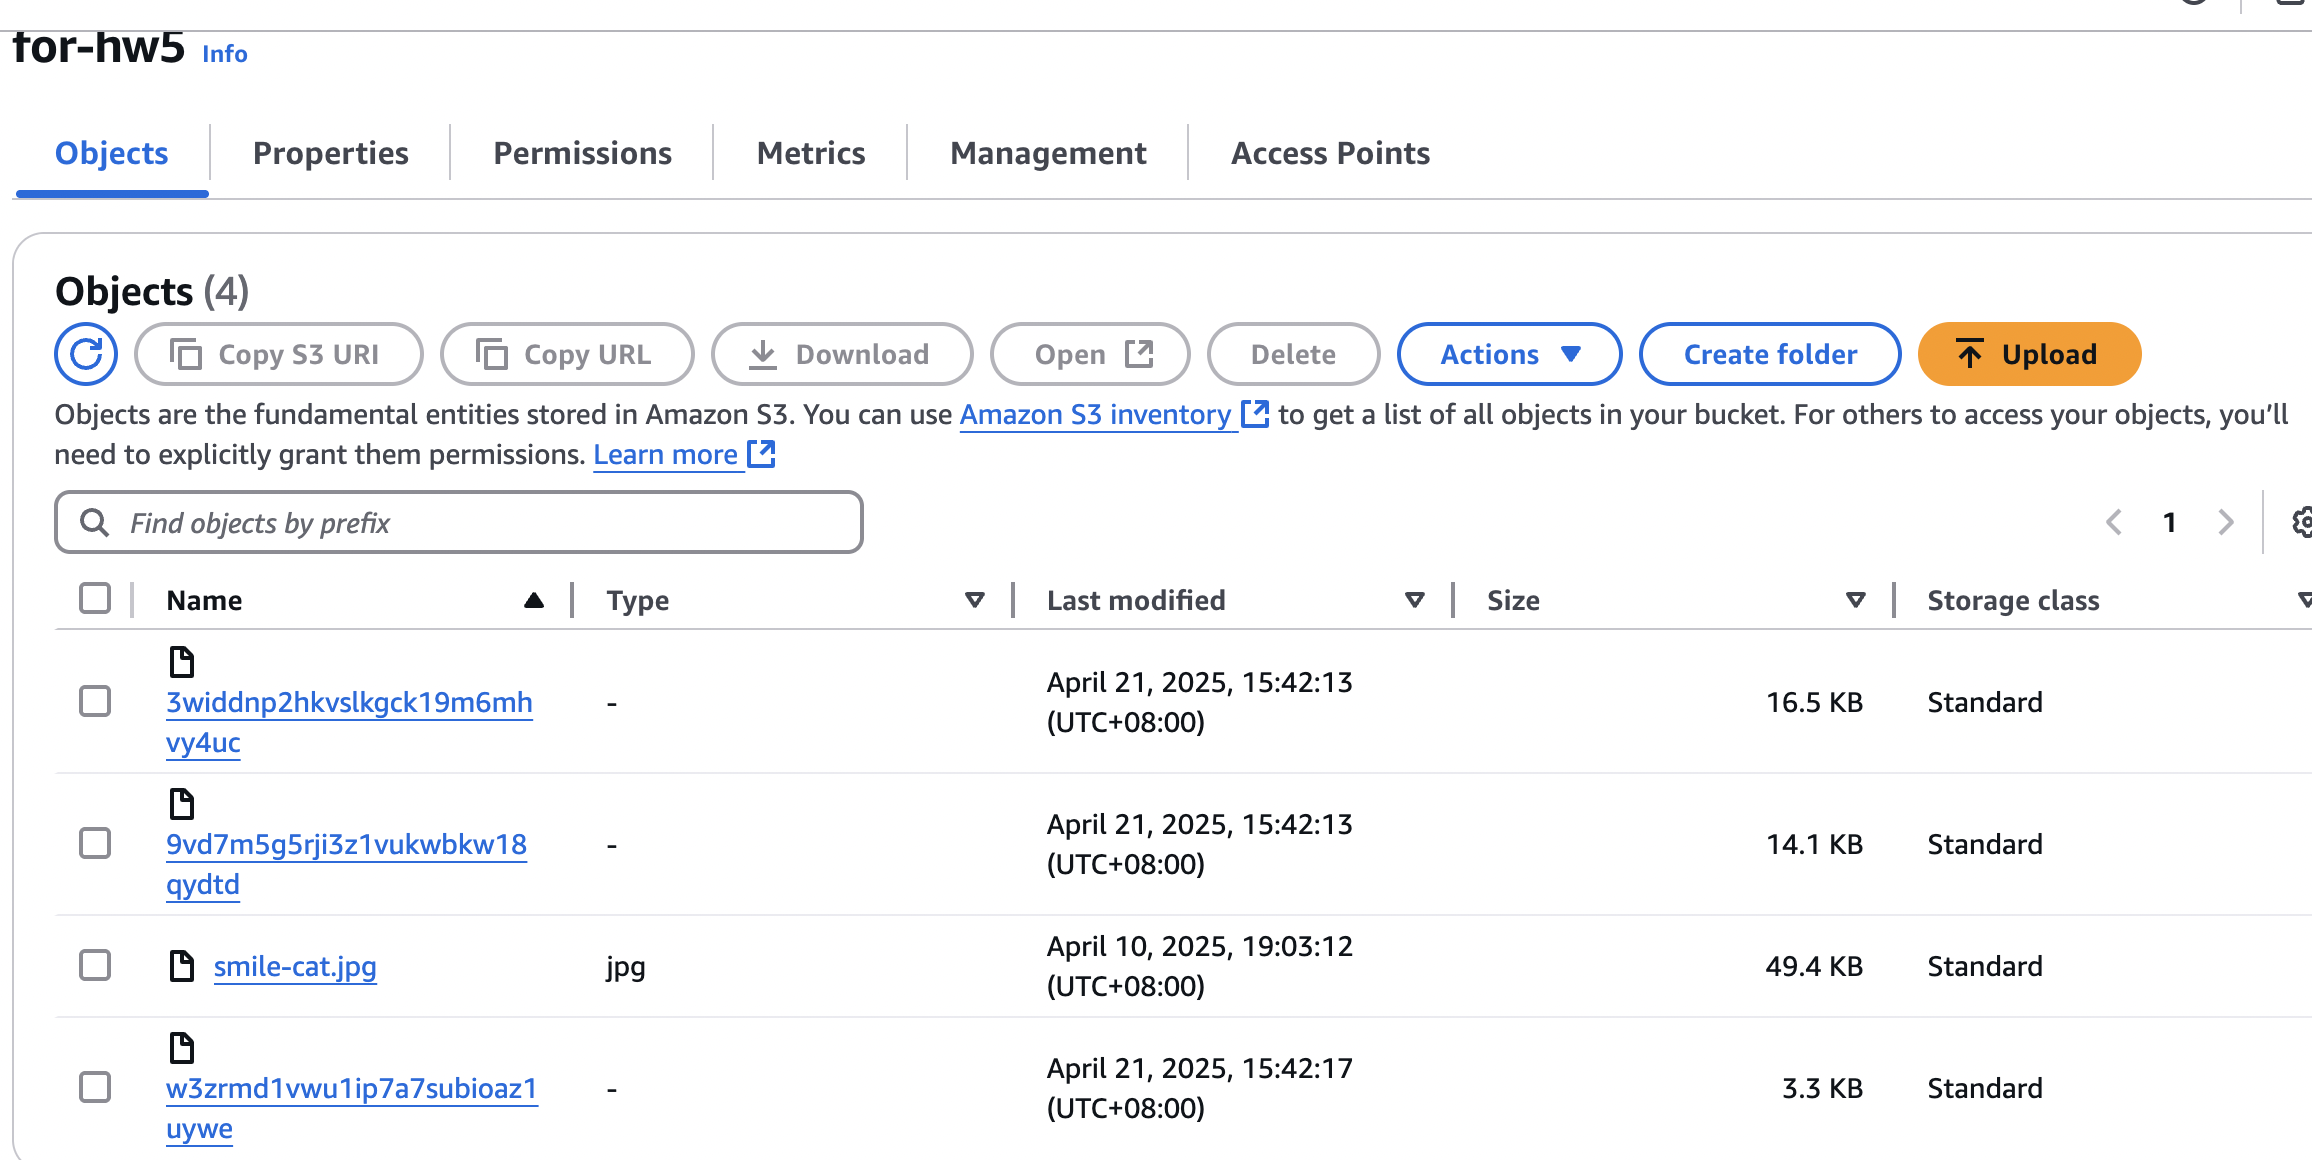 for-hw5 Info
Objects Properties Permissions Metrics Management Access Points
Objects (4)
Copy S3 URI Copy URL Download Open Delete Actions Create folder Upload
Objects are the fundamental entities stored in Amazon S3. You can use Amazon S3 inventory to get a list of all objects in your bucket. For others to access your objects, you'll
need to explicitly grant them permissions. Learn more
Find objects by prefix
1
Name Type Last modified Size Storage class
3widdnp2hkvslkgck19m6mh
vy4uc
-
April 21, 2025, 15:42:13
(UTC+08:00)
16.5 KB
Standard
9vd7m5g5rji3z1vukwbkw18
qydtd
-
April 21, 2025, 15:42:13
(UTC+08:00)
14.1 KB
Standard
smile-cat.jpg
jpg
April 10, 2025, 19:03:12
(UTC+08:00)
49.4 KB
Standard
w3zrmd1vwu1ip7a7subioaz1
uywe
-
April 21, 2025, 15:42:17
(UTC+08:00)
3.3 KB
Standard